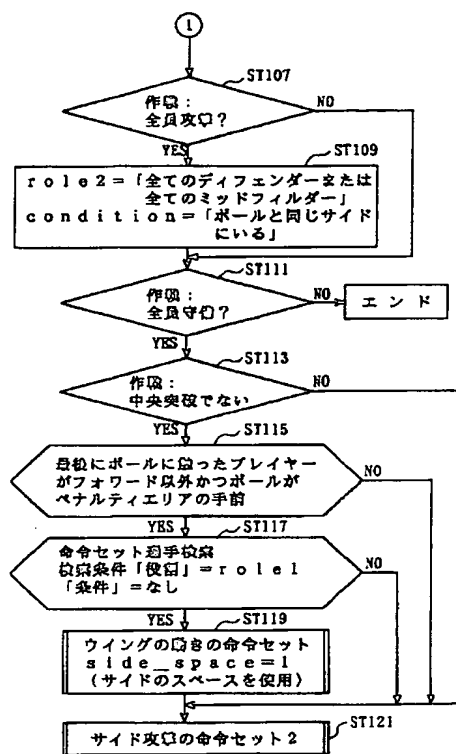 1
ST107
作戦：
全員攻撃？
NO
YES
ST109
role2＝「全てのディフェンダーまたは
全てのミッドフィルダー」
condition＝「ボールと同じサイド
にいる」
ST111
作戦：
全員守備？
NO
エンド
YES
ST113
作戦：
中央突破でない
NO
YES
ST115
最後にボールに触ったプレイヤー
がフォワード以外かつボールが
ペナルティエリアの手前
NO
YES
ST117
命令セット選手検索
検索条件「役割」＝role1
「条件」＝なし
NO
YES
ST119
ウイングの動きの命令セット
side_space＝1
（サイドのスペースを使用）
ST121
サイド攻撃の命令セット2